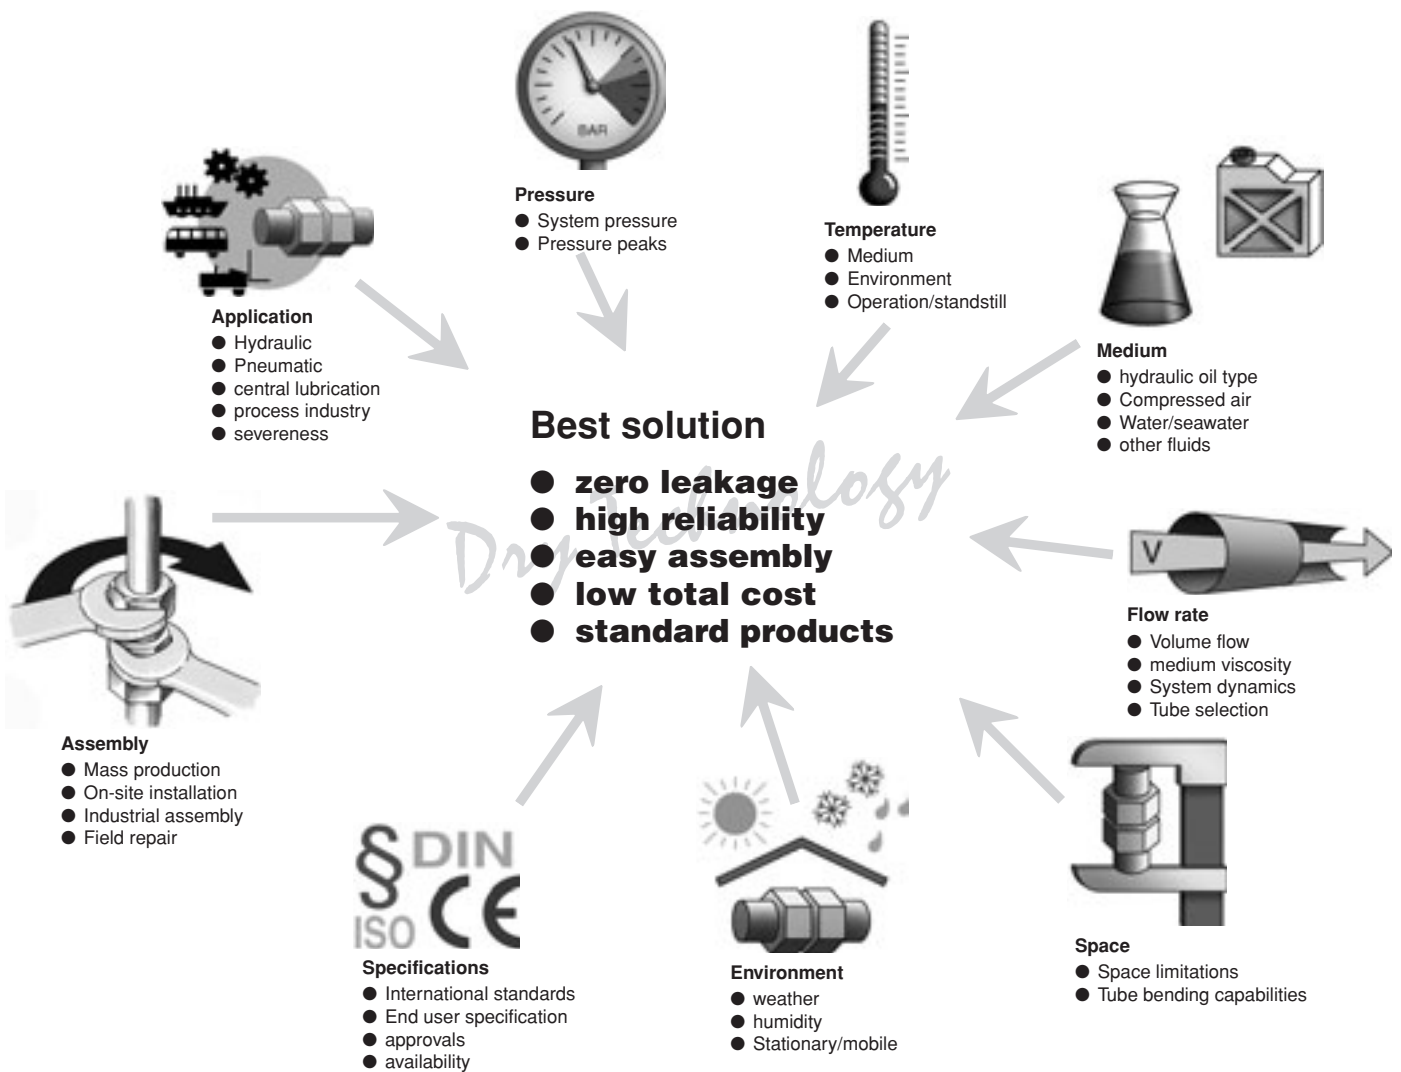 BAR
Pressure
● System pressure
● Pressure peaks
Temperature
● Medium
● Environment
● Operation/standstill
Application
● Hydraulic
● Pneumatic
● central lubrication
● process industry
● severeness
Medium
● hydraulic oil type
● Compressed air
● Water/seawater
● other fluids
Best solution
● zero leakage
● high reliability
● easy assembly
● low total cost
● standard products
Dry Technology
V
Flow rate
● Volume flow
● medium viscosity
● System dynamics
● Tube selection
Assembly
● Mass production
● On-site installation
● Industrial assembly
● Field repair
§ DIN
ISO CE
Specifications
● International standards
● End user specification
● approvals
● availability
Environment
● weather
● humidity
● Stationary/mobile
Space
● Space limitations
● Tube bending capabilities